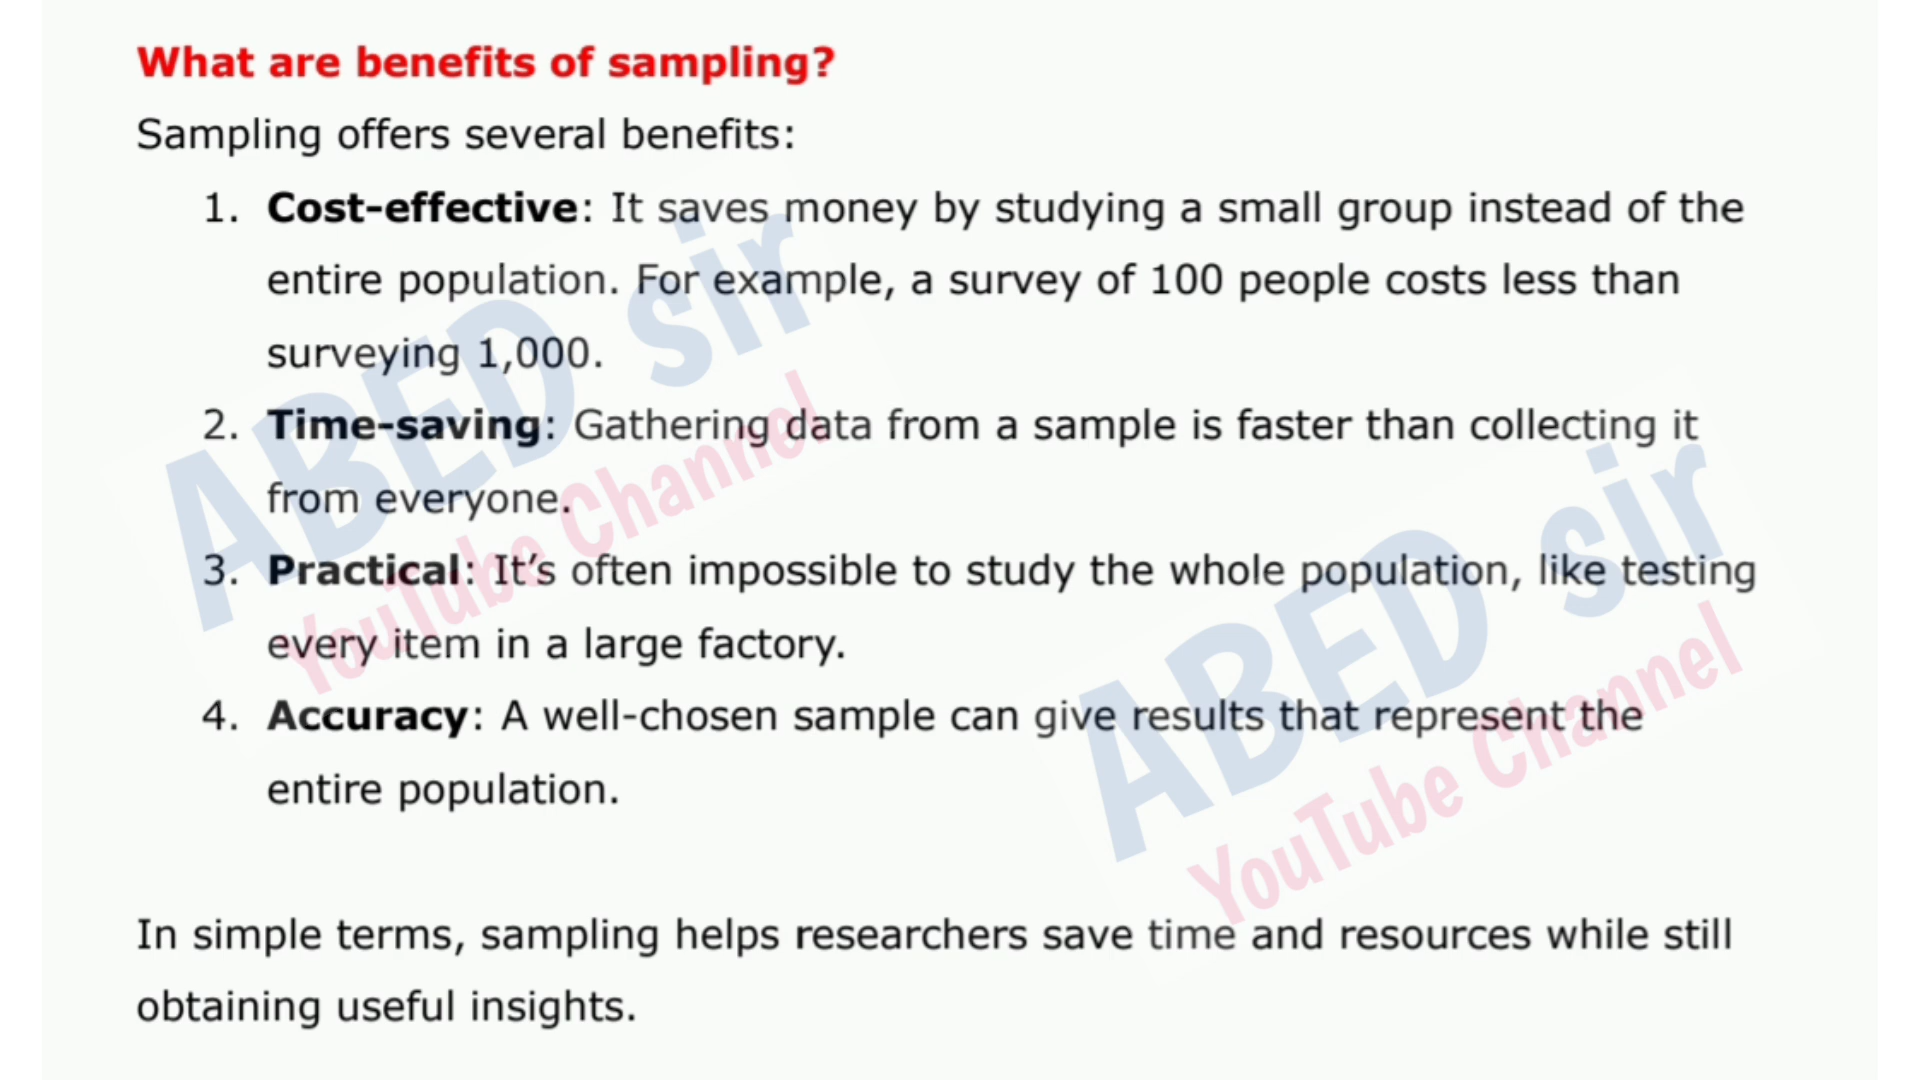 What are benefits of sampling?
Sampling offers several benefits:
1. Cost-effective: It saves money by studying a small group instead of the
entire population. For example, a survey of 100 people costs less than
surveying 1,000.
2. Time-saving: Gathering data from a sample is faster than collecting it
from everyone.
3. Practical: It’s often impossible to study the whole population, like testing
every item in a large factory.
4. Accuracy: A well-chosen sample can give results that represent the
entire population.
In simple terms, sampling helps researchers save time and resources while still
obtaining useful insights.
ABED sir
YouTube Channel
ABED sir
YouTube Channel